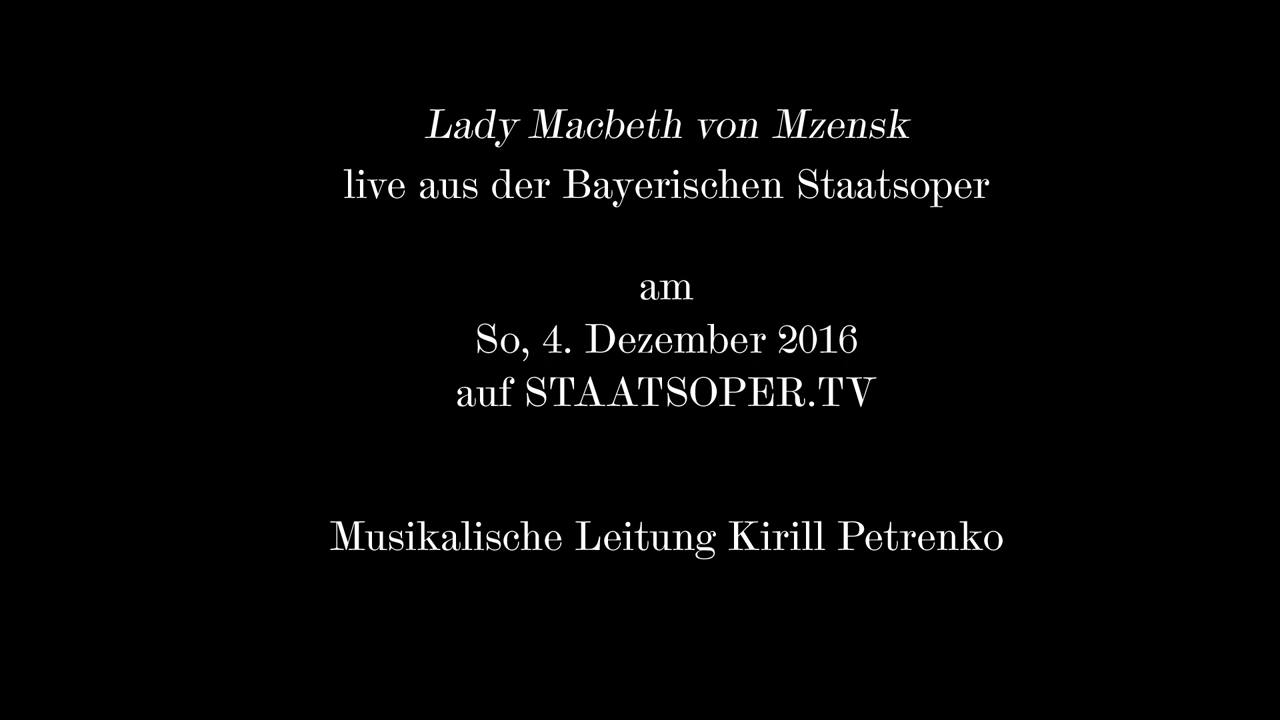 Lady Macbeth von Mzensk
live aus der Bayerischen Staatsoper
am
So, 4. Dezember 2016
auf STAATSOPER.TV
Musikalische Leitung Kirill Petrenko